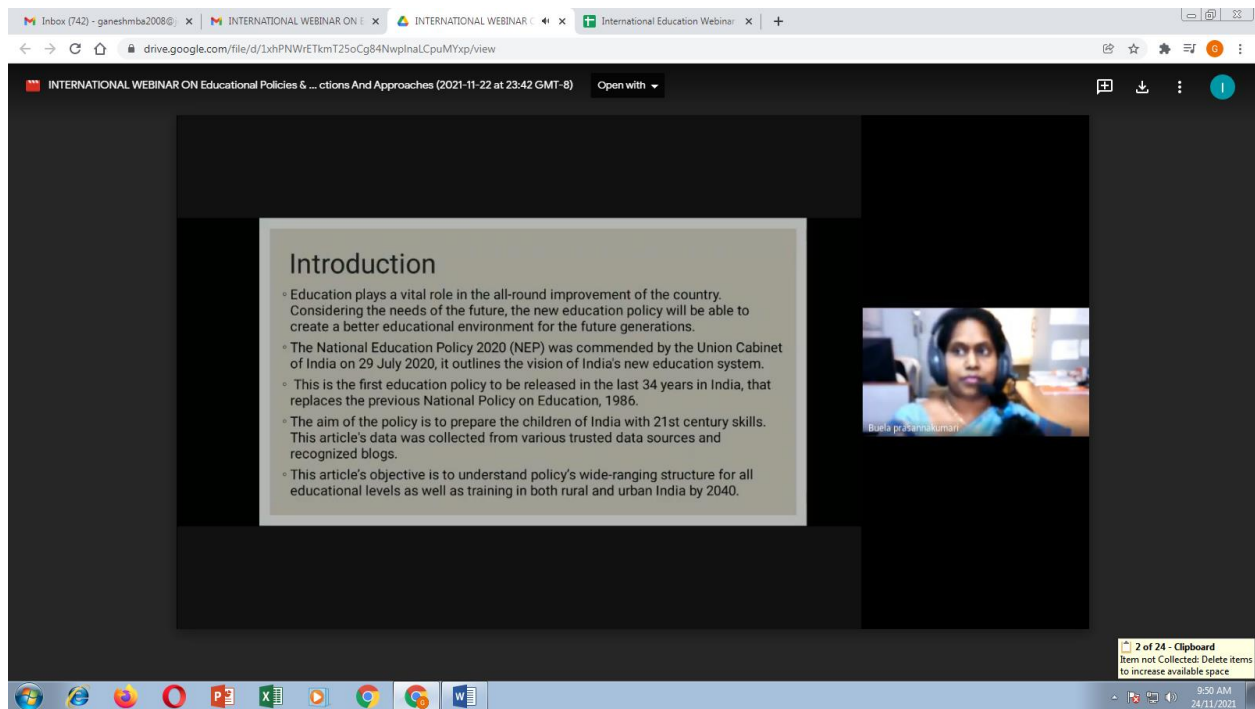 Inbox (742) - ganeshmba2008@
INTERNATIONAL WEBINAR ON E
INTERNATIONAL WEBINAR
International Education Webinar
drive.google.com/file/d/1xhPNWrETkmT25oCg84NwpInaLCpuMYxp/view
G
INTERNATIONAL WEBINAR ON Educational Policies & ... ctions And Approaches (2021-11-22 at 23:42 GMT-8)
Open with
I
Introduction
Education plays a vital role in the all-round improvement of the country.
Considering the needs of the future, the new education policy will be able to
create a better educational environment for the future generations.
The National Education Policy 2020 (NEP) was commended by the Union Cabinet
of India on 29 July 2020, it outlines the vision of India's new education system.
This is the first education policy to be released in the last 34 years in India, that
replaces the previous National Policy on Education, 1986.
The aim of the policy is to prepare the children of India with 21st century skills.
This article's data was collected from various trusted data sources and
recognized blogs.
This article's objective is to understand policy's wide-ranging structure for all
educational levels as well as training in both rural and urban India by 2040.
Buela prasannakumari
2 of 24 - Clipboard
Item not Collected: Delete items
to increase available space
9:50 AM
24/11/2021